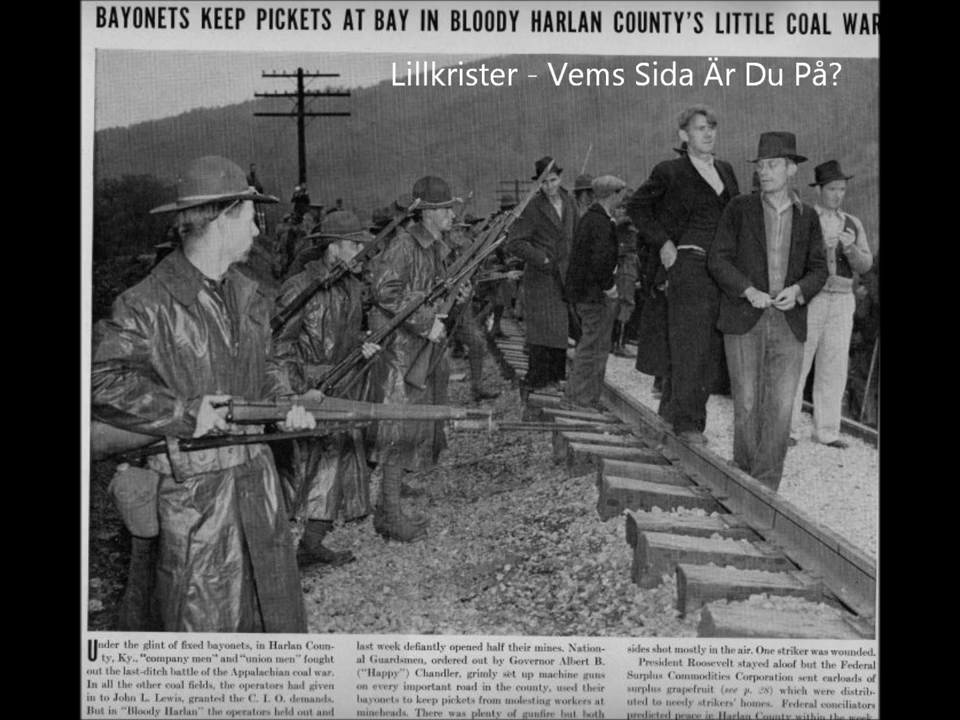 BAYONETS KEEP PICKETS AT BAY IN BLOODY HARLAN COUNTY'S LITTLE COAL WAR
Lillkrister - Vems Sida Är Du På?
Under the glint of fixed bayonets, in Harlan Coun-
ty, Ky., "company men" and "union men" fought
out the last-ditch battle of the Appalachian coal war.
In all the other coal fields, the operators had given
in to John L. Lewis, granted the C. I. O. demands.
But in "Bloody Harlan" the operators held out and
last week defiantly opened half their mines. Nation-
al Guardsmen, ordered out by Governor Albert B.
("Happy") Chandler, grimly set up machine guns
on every important road in the county, used their
bayonets to keep pickets from molesting workers at
mineheads. There was plenty of gunfire but both
sides shot mostly in the air. One striker was wounded.
President Roosevelt stayed aloof but the Federal
Surplus Commodities Corporation sent carloads of
surplus grapefruit (see p. 28) which were distrib-
uted to needy strikers' homes. Federal conciliators
predicted peace in Harlan County within the week